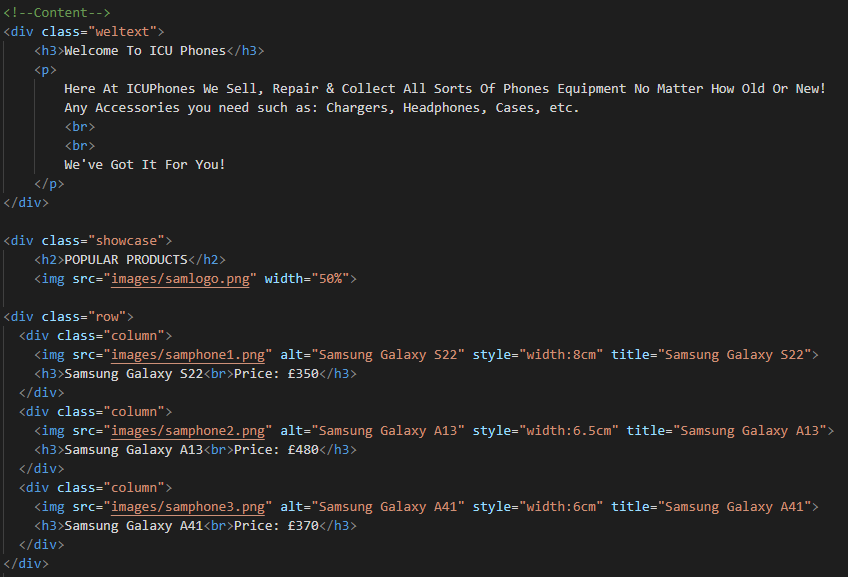 <!--Content-->
<div class="weltext">
    <h3>Welcome To ICU Phones</h3>
    <p>
        Here At ICUPhones We Sell, Repair & Collect All Sorts Of Phones Equipment No Matter How Old Or New!
        Any Accessories you need such as: Chargers, Headphones, Cases, etc.
        <br>
        <br>
        We've Got It For You!
    </p>
</div>

<div class="showcase">
    <h2>POPULAR PRODUCTS</h2>
    <img src="images/samlogo.png" width="50%">

<div class="row">
  <div class="column">
    <img src="images/samphone1.png" alt="Samsung Galaxy S22" style="width:8cm" title="Samsung Galaxy S22">
    <h3>Samsung Galaxy S22<br>Price: £350</h3>
  </div>
  <div class="column">
    <img src="images/samphone2.png" alt="Samsung Galaxy A13" style="width:6.5cm" title="Samsung Galaxy A13">
    <h3>Samsung Galaxy A13<br>Price: £480</h3>
  </div>
  <div class="column">
    <img src="images/samphone3.png" alt="Samsung Galaxy A41" style="width:6cm" title="Samsung Galaxy A41">
    <h3>Samsung Galaxy A41<br>Price: £370</h3>
  </div>
</div>